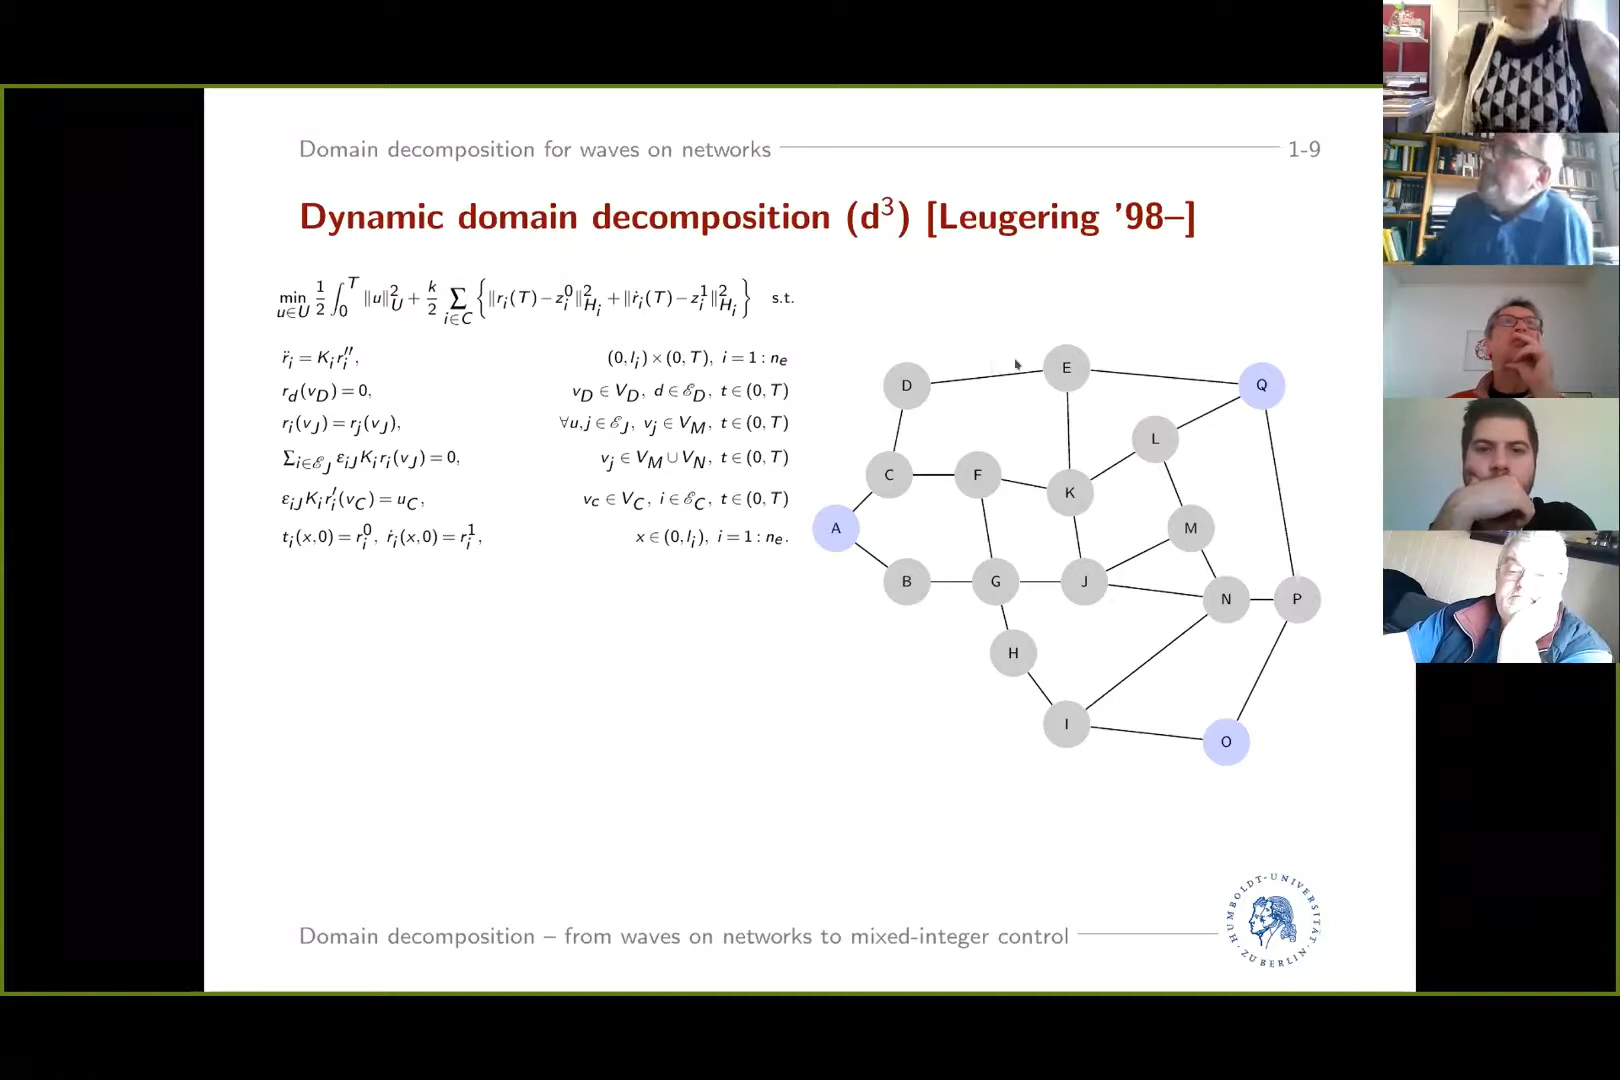 Domain decomposition for waves on networks 1-9
Dynamic domain decomposition (d³) [Leugering '98–]
min_{u∈U} 1/2 ∫_0^T ‖u‖²_U + k/2 ∑_{i∈C} {‖r_i(T) − z_i^0‖²_{H_i} + ‖ṙ_i(T) − z_i^1‖²_{H_i}} s.t.
r̈_i = K_i r_i'', (0, l_i) × (0, T), i = 1 : n_e
r_d(v_D) = 0, v_D ∈ V_D, d ∈ ℰ_D, t ∈ (0, T)
r_i(v_J) = r_j(v_J), ∀u, j ∈ ℰ_J, v_j ∈ V_M, t ∈ (0, T)
∑_{i∈ℰ_J} ε_{iJ} K_i r_i(v_J) = 0, v_j ∈ V_M ∪ V_N, t ∈ (0, T)
ε_{iJ} K_i r_i'(v_C) = u_C, v_c ∈ V_C, i ∈ ℰ_C, t ∈ (0, T)
t_i(x, 0) = r_i^0, ṙ_i(x, 0) = r_i^1, x ∈ (0, l_i), i = 1 : n_e.
E
D
Q
L
C
F
K
A
M
B
G
J
N
P
H
I
O
HUMBOLDT-UNIVERSITÄT ZU BERLIN
Domain decomposition – from waves on networks to mixed-integer control